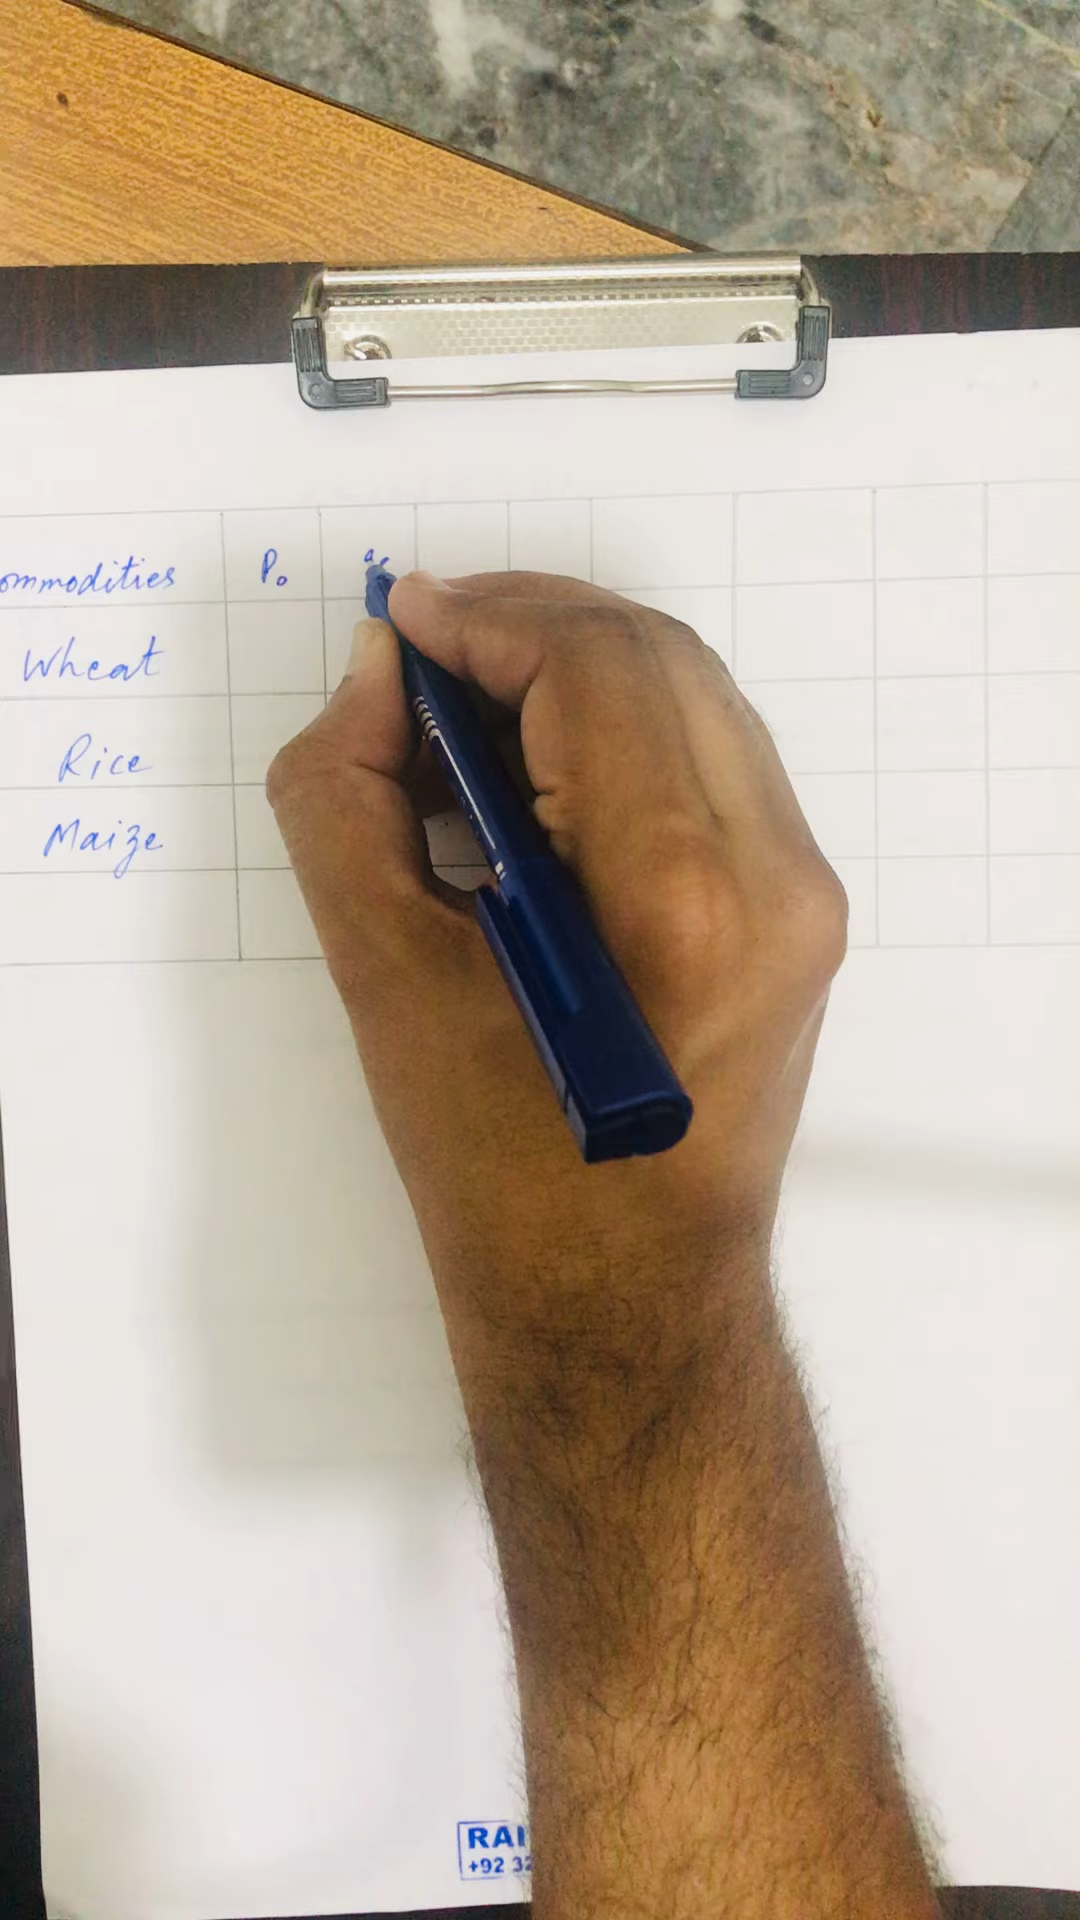 ommodities P₀
Wheat
Rice
Maize
RAI
+92 32